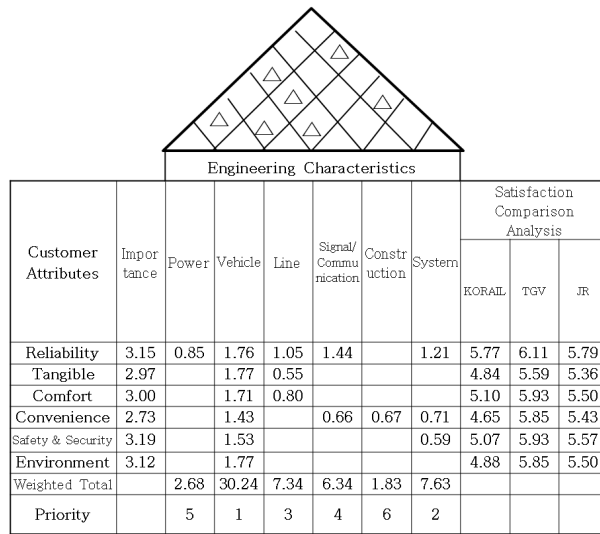 Engineering Characteristics
Customer Attributes Impor tance Power Vehicle Line Signal/ Commu nication Constr uction System Satisfaction Comparison Analysis
KORAIL TGV JR
Reliability 3.15 0.85 1.76 1.05 1.44 1.21 5.77 6.11 5.79
Tangible 2.97 1.77 0.55 4.84 5.59 5.36
Comfort 3.00 1.71 0.80 5.10 5.93 5.50
Convenience 2.73 1.43 0.66 0.67 0.71 4.65 5.85 5.43
Safety & Security 3.19 1.53 0.59 5.07 5.93 5.57
Environment 3.12 1.77 4.88 5.85 5.50
Weighted Total 2.68 30.24 7.34 6.34 1.83 7.63
Priority 5 1 3 4 6 2